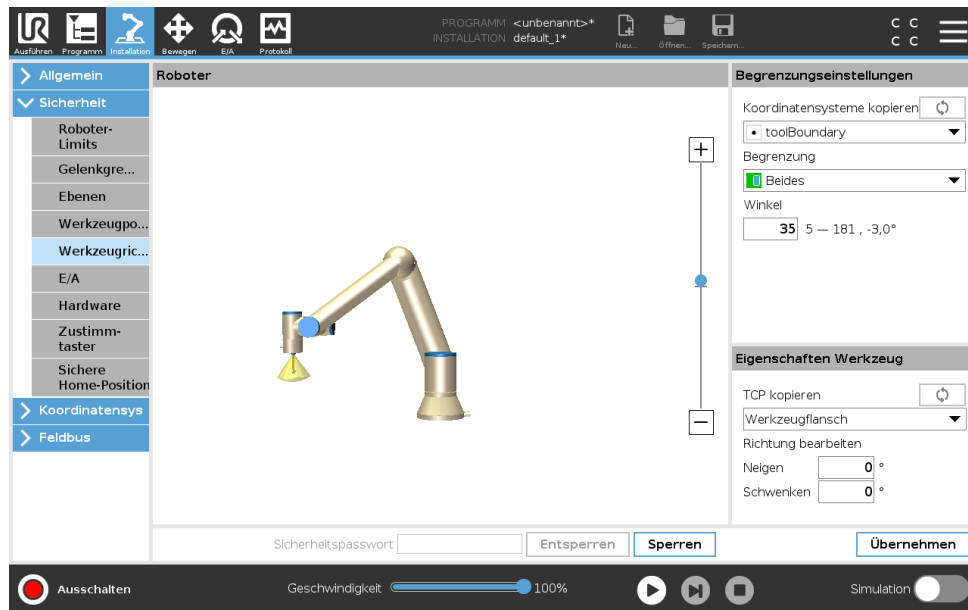 PROGRAMM <unbenannt>*
INSTALLATION default_1*
Ausführen Programm Installation Bewegen E/A Protokoll Neu... Öffnen... Speichern...
C C
C C
Allgemein
Sicherheit
Roboter-
Limits
Gelenkgre...
Ebenen
Werkzeugpo...
Werkzeugric...
E/A
Hardware
Zustimm-
taster
Sichere
Home-Position
Koordinatensys
Feldbus
Roboter
Begrenzungseinstellungen
Koordinatensysteme kopieren
toolBoundary
Begrenzung
Beides
Winkel
35 5 — 181 , -3,0°
Eigenschaften Werkzeug
TCP kopieren
Werkzeugflansch
Richtung bearbeiten
Neigen 0 °
Schwenken 0 °
Sicherheitspasswort Entsperren Sperren Übernehmen
Ausschalten Geschwindigkeit 100% Simulation